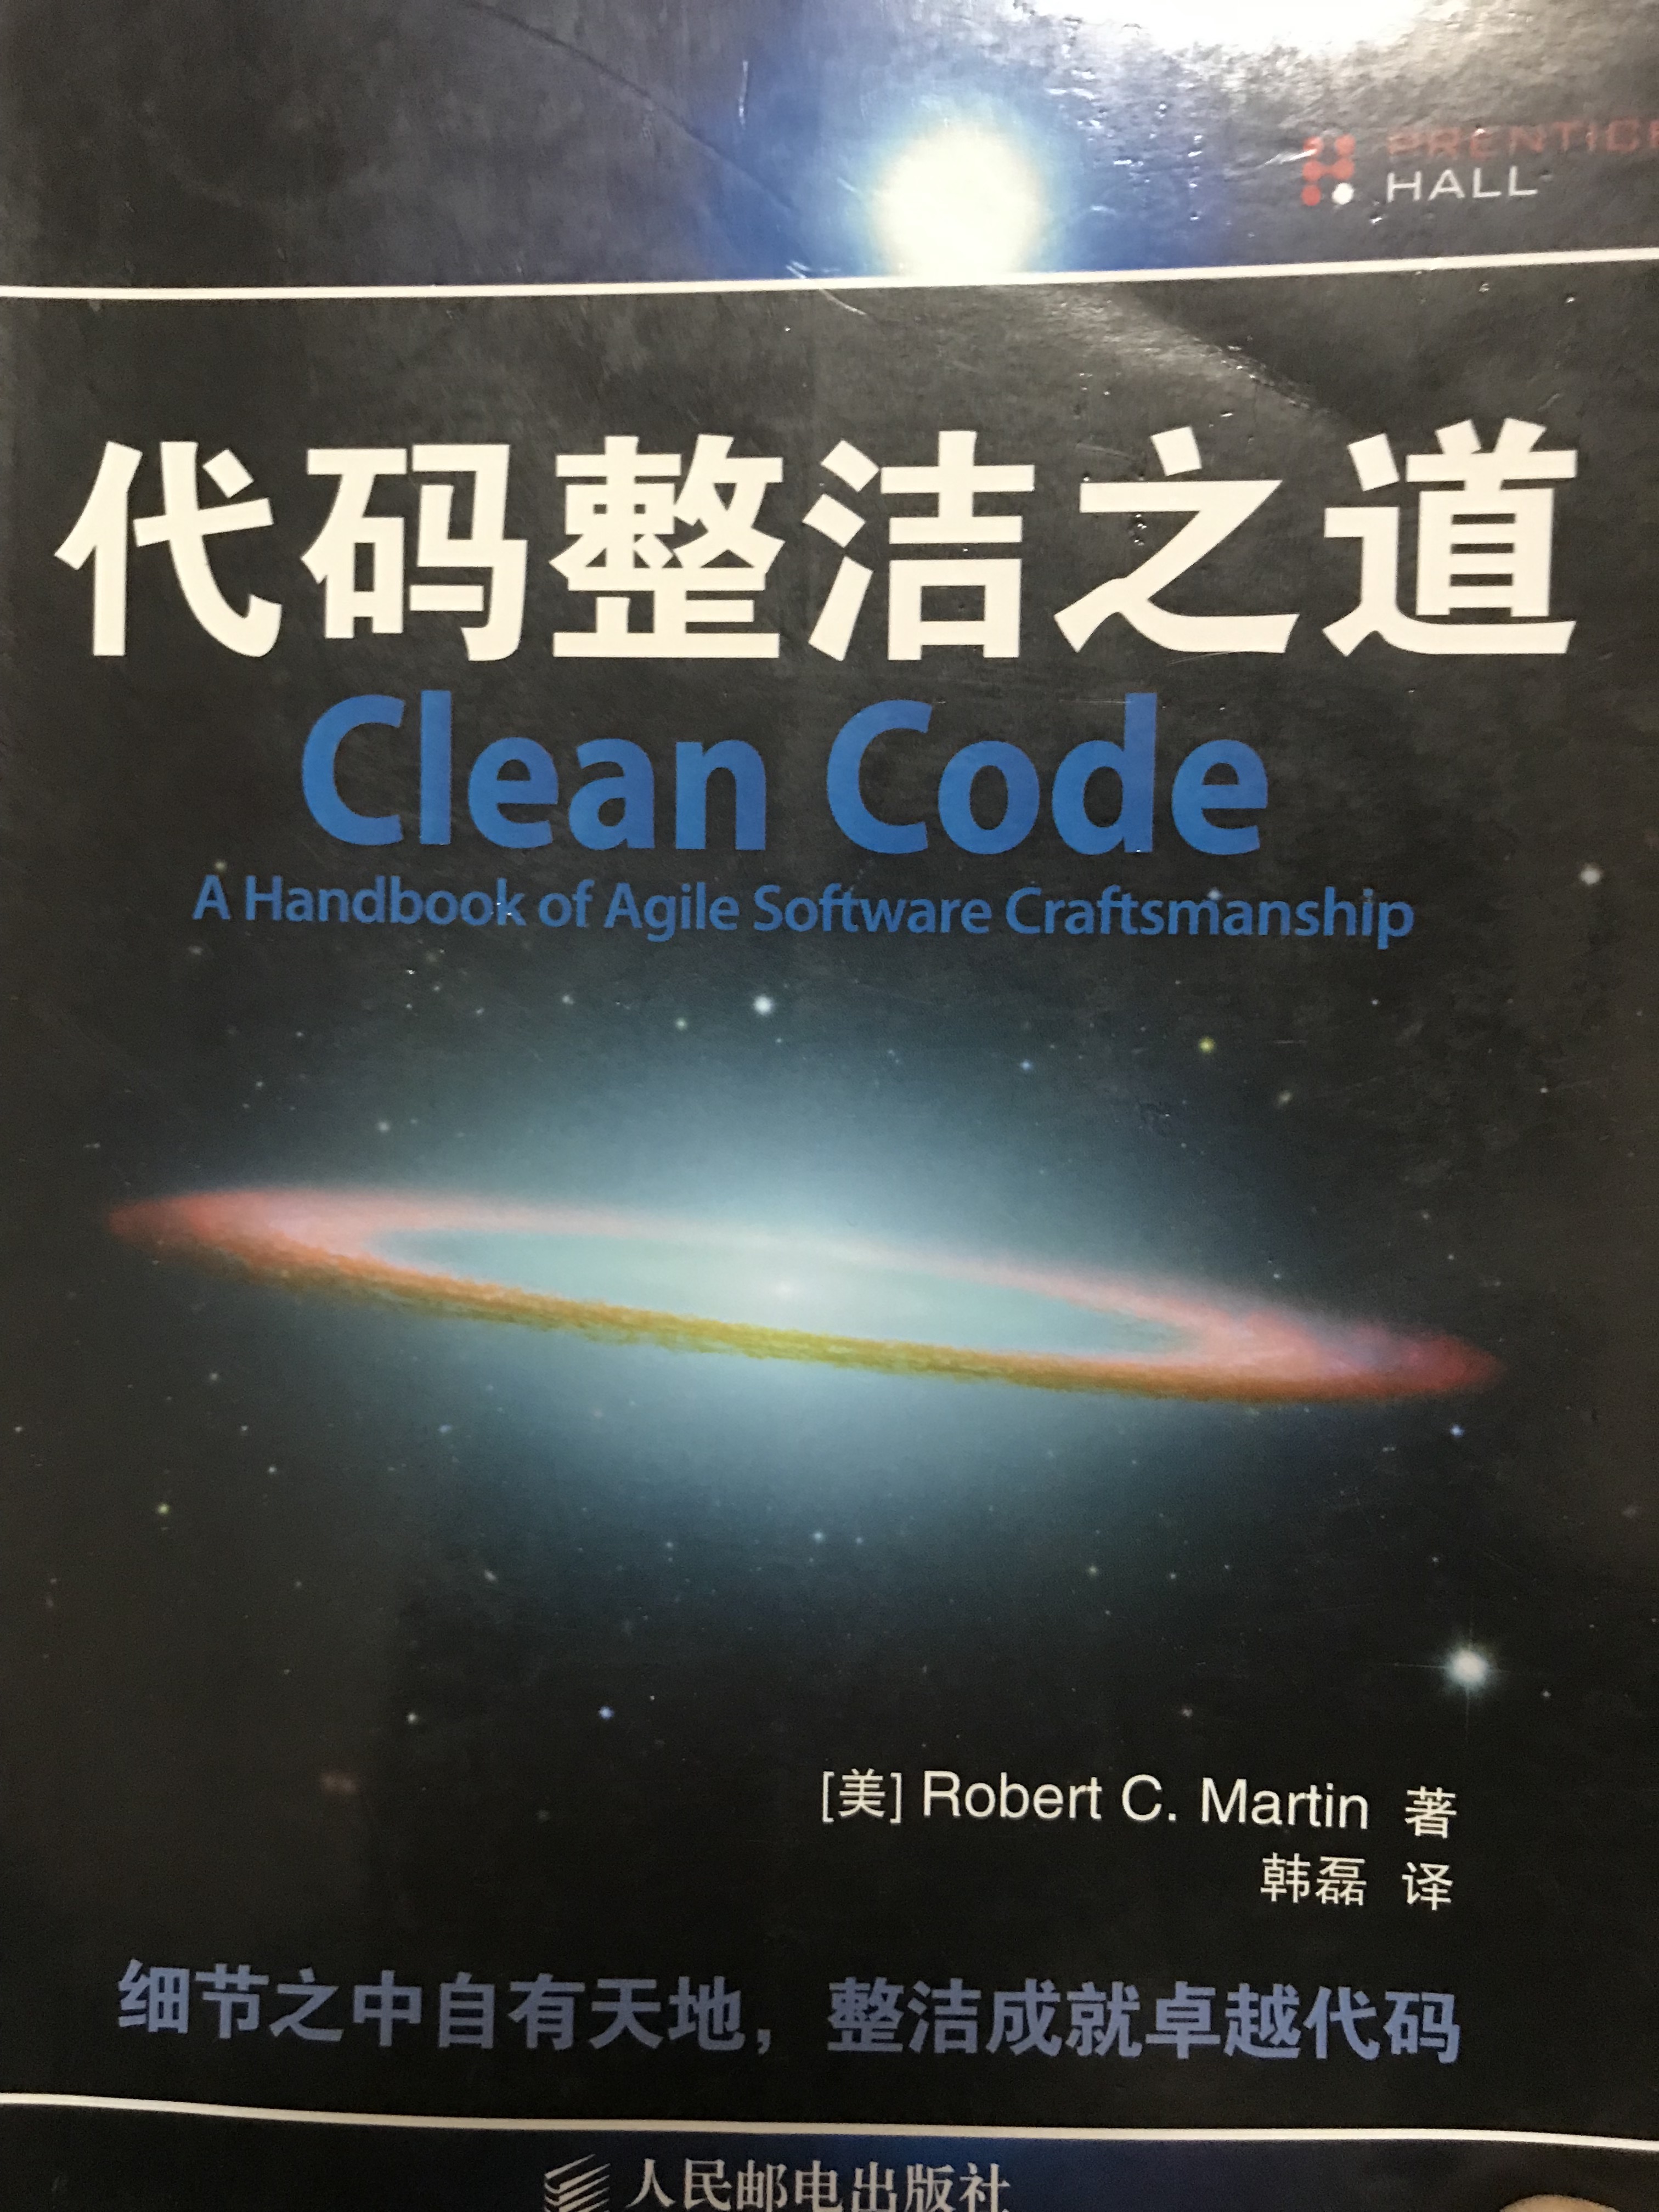 PRENTICE
HALL
代码整洁之道
Clean Code
A Handbook of Agile Software Craftsmanship
[美] Robert C. Martin 著
韩磊 译
细节之中自有天地，整洁成就卓越代码
人民邮电出版社